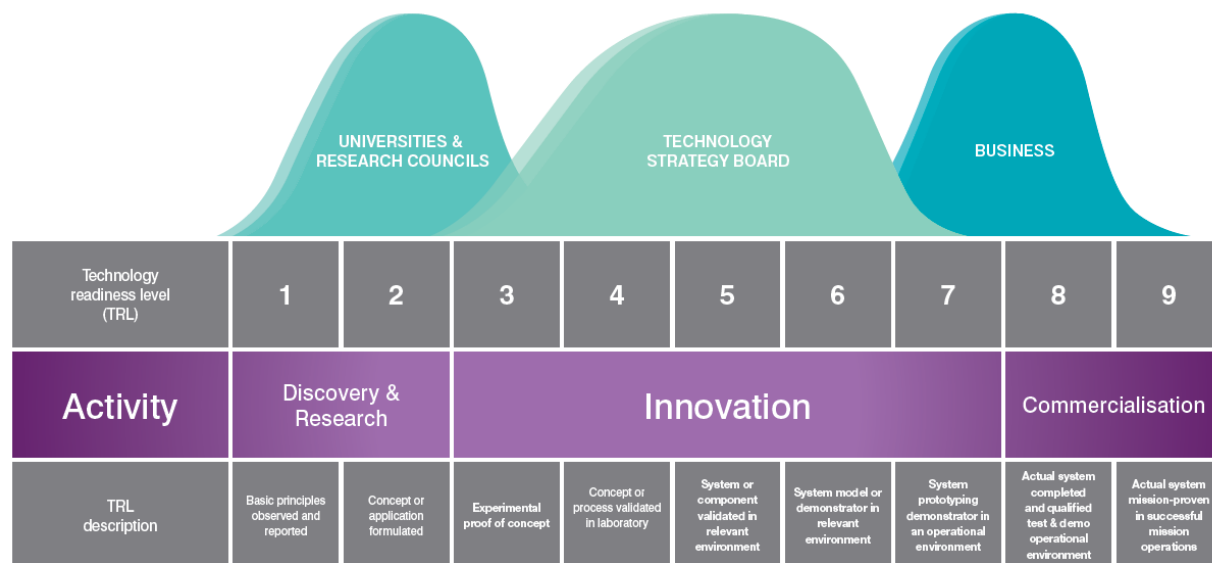 UNIVERSITIES &
RESEARCH COUNCILS
TECHNOLOGY
STRATEGY BOARD
BUSINESS
Technology
readiness level
(TRL)
1
2
3
4
5
6
7
8
9
Activity
Discovery &
Research
Innovation
Commercialisation
TRL
description
Basic principles
observed and
reported
Concept or
application
formulated
Experimental
proof of concept
Concept or
process validated
in laboratory
System or
component
validated in
relevant
environment
System model or
demonstrator in
relevant
environment
System
prototyping
demonstrator in
an operational
environment
Actual system
completed
and qualified
test & demo
operational
environment
Actual system
mission-proven
in successful
mission
operations